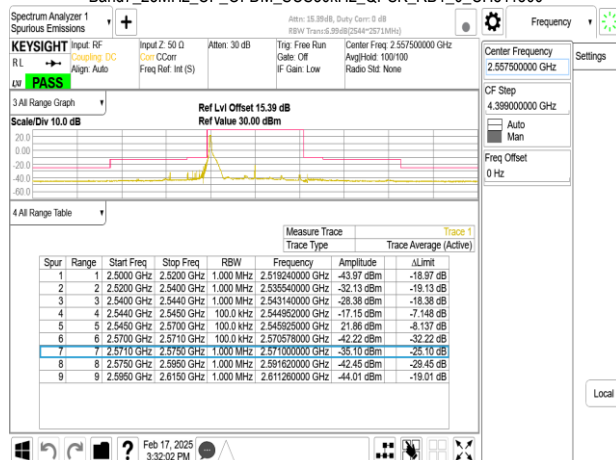 Spectrum Analyzer 1
Spurious Emissions
Attn: 15.39dB, Duty Corr: 0 dB
Frequency
KEYSIGHT
RL
PASS
Input: RF
Coupling: DC
Align: Auto
Input Z: 50 Ω
Corr CCorr
Freq Ref: Int (S)
Atten: 30 dB
Trig: Free Run
Gate: Off
IF Gain: Low
Center Freq: 2.557500000 GHz
Avg|Hold: 100/100
Radio Std: None
Center Frequency
2.557500000 GHz
Settings
CF Step
4.399000000 GHz
Auto
Man
Freq Offset
0 Hz
3 All Range Graph
Scale/Div 10.0 dB
Ref Lvl Offset 15.39 dB
Ref Value 30.00 dBm
20.0
0.00
-20.0
-40.0
-60.0
4 All Range Table
Measure Trace Trace 1
Trace Type Trace Average (Active)
Spur Range Start Freq Stop Freq RBW Frequency Amplitude ΔLimit
1 1 2.5000 GHz 2.5200 GHz 1.000 MHz 2.519240000 GHz -43.97 dBm -18.97 dB
2 2 2.5200 GHz 2.5400 GHz 1.000 MHz 2.535540000 GHz -32.13 dBm -19.13 dB
3 3 2.5400 GHz 2.5440 GHz 1.000 MHz 2.543140000 GHz -28.38 dBm -18.38 dB
4 4 2.5440 GHz 2.5450 GHz 100.0 kHz 2.544952000 GHz -17.15 dBm -7.148 dB
5 5 2.5450 GHz 2.5700 GHz 100.0 kHz 2.545925000 GHz 21.86 dBm -8.137 dB
6 6 2.5700 GHz 2.5710 GHz 100.0 kHz 2.570578000 GHz -42.22 dBm -32.22 dB
7 7 2.5710 GHz 2.5750 GHz 1.000 MHz 2.571000000 GHz -35.10 dBm -25.10 dB
8 8 2.5750 GHz 2.5950 GHz 1.000 MHz 2.591620000 GHz -42.45 dBm -29.45 dB
9 9 2.5950 GHz 2.6150 GHz 1.000 MHz 2.611260000 GHz -44.01 dBm -19.01 dB
Local
Feb 17, 2025
3:32:02 PM